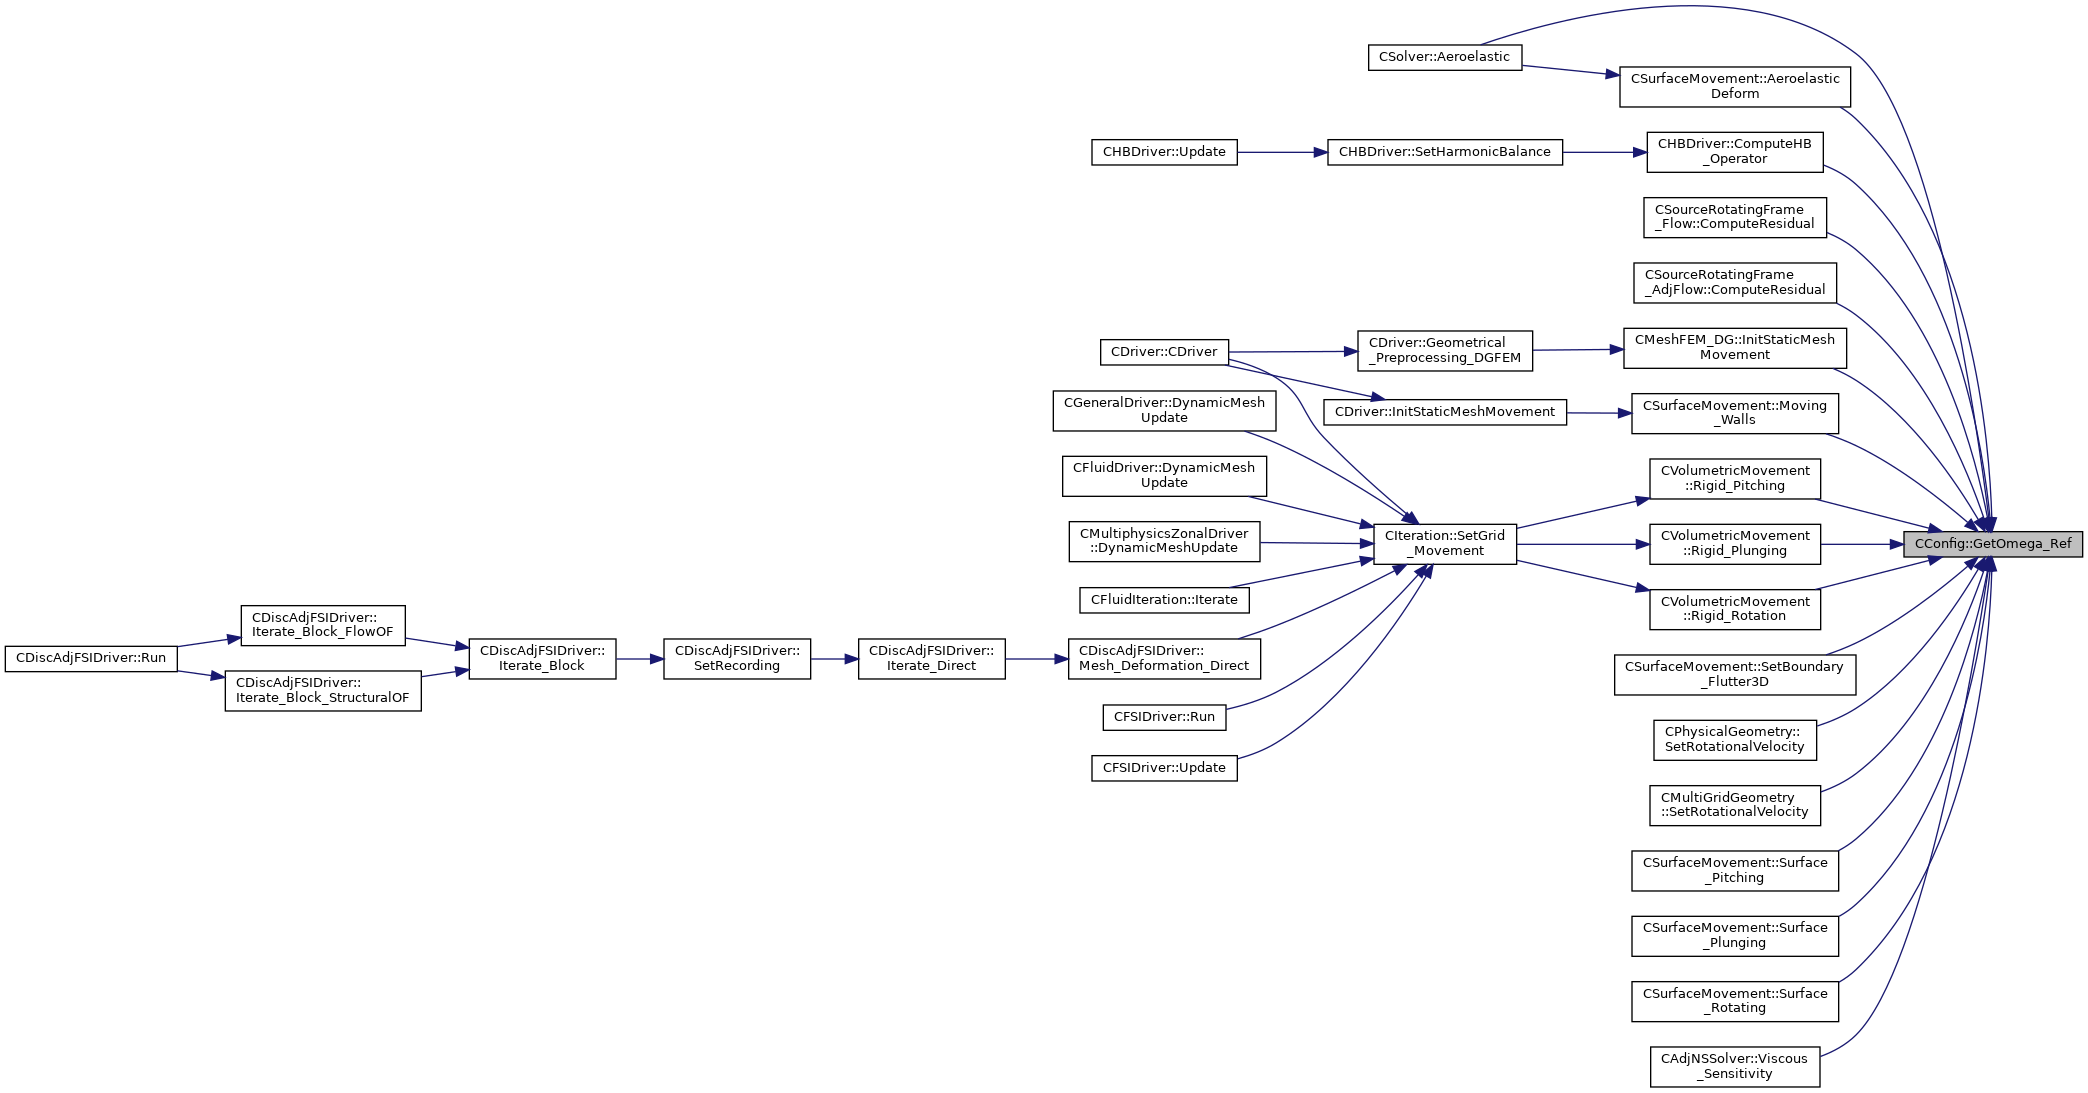 CSolver::Aeroelastic
CSurfaceMovement::Aeroelastic
Deform
CHBDriver::Update
CHBDriver::SetHarmonicBalance
CHBDriver::ComputeHB
_Operator
CSourceRotatingFrame
_Flow::ComputeResidual
CSourceRotatingFrame
_AdjFlow::ComputeResidual
CDriver::CDriver
CDriver::Geometrical
_Preprocessing_DGFEM
CMeshFEM_DG::InitStaticMesh
Movement
CGeneralDriver::DynamicMesh
Update
CDriver::InitStaticMeshMovement
CSurfaceMovement::Moving
_Walls
CFluidDriver::DynamicMesh
Update
CVolumetricMovement
::Rigid_Pitching
CMultiphysicsZonalDriver
::DynamicMeshUpdate
CIteration::SetGrid
_Movement
CVolumetricMovement
::Rigid_Plunging
CConfig::GetOmega_Ref
CFluidIteration::Iterate
CVolumetricMovement
::Rigid_Rotation
CDiscAdjFSIDriver::Run
CDiscAdjFSIDriver::
Iterate_Block_FlowOF
CDiscAdjFSIDriver::
Iterate_Block_StructuralOF
CDiscAdjFSIDriver::
Iterate_Block
CDiscAdjFSIDriver::
SetRecording
CDiscAdjFSIDriver::
Iterate_Direct
CDiscAdjFSIDriver::
Mesh_Deformation_Direct
CSurfaceMovement::SetBoundary
_Flutter3D
CFSIDriver::Run
CPhysicalGeometry::
SetRotationalVelocity
CFSIDriver::Update
CMultiGridGeometry
::SetRotationalVelocity
CSurfaceMovement::Surface
_Pitching
CSurfaceMovement::Surface
_Plunging
CSurfaceMovement::Surface
_Rotating
CAdjNSSolver::Viscous
_Sensitivity